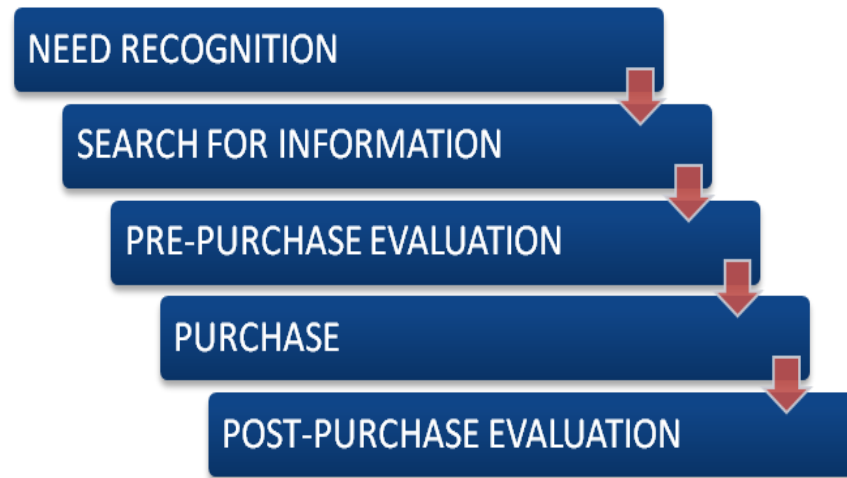 NEED RECOGNITION
SEARCH FOR INFORMATION
PRE-PURCHASE EVALUATION
PURCHASE
POST-PURCHASE EVALUATION